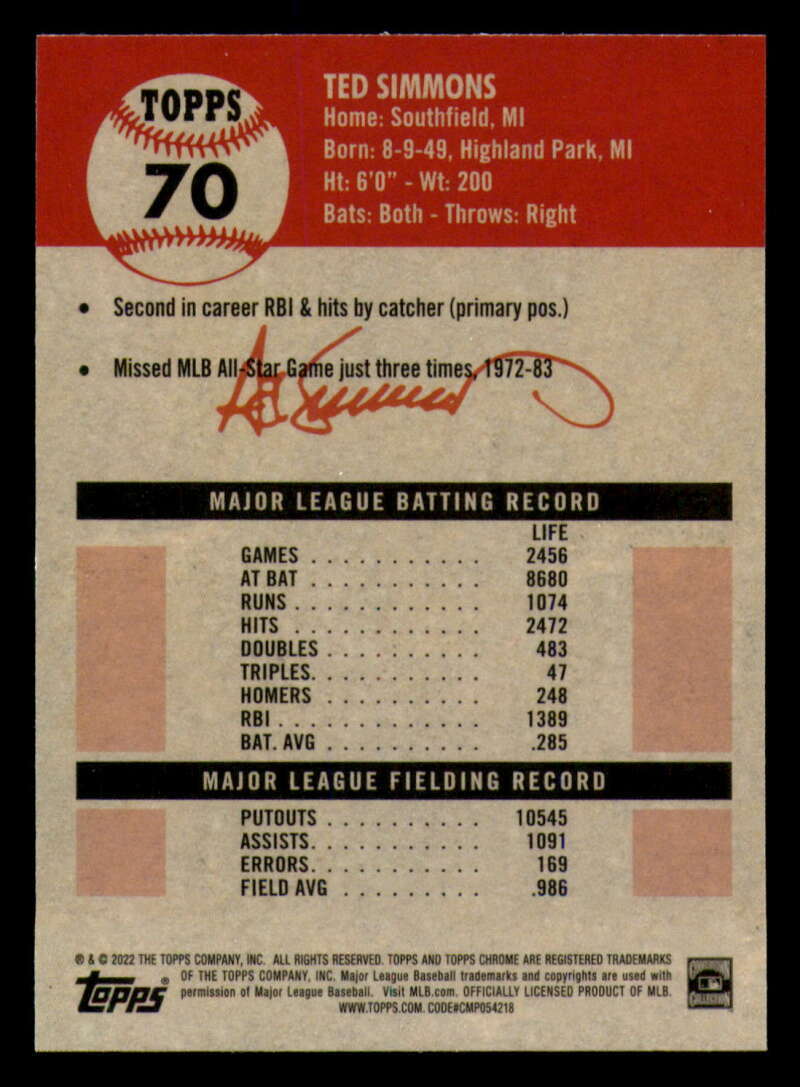 TOPPS
70
TED SIMMONS
Home: Southfield, MI
Born: 8-9-49, Highland Park, MI
Ht: 6'0" - Wt: 200
Bats: Both - Throws: Right
• Second in career RBI & hits by catcher (primary pos.)
• Missed MLB All-Star Game just three times, 1972-83
Ted Simmons
MAJOR LEAGUE BATTING RECORD
LIFE
GAMES . . . . . . . . . . . 2456
AT BAT . . . . . . . . . . . 8680
RUNS . . . . . . . . . . . . 1074
HITS . . . . . . . . . . . . 2472
DOUBLES . . . . . . . . . . 483
TRIPLES. . . . . . . . . . . 47
HOMERS . . . . . . . . . . 248
RBI . . . . . . . . . . . . . 1389
BAT. AVG . . . . . . . . . . .285
MAJOR LEAGUE FIELDING RECORD
PUTOUTS . . . . . . . . . . 10545
ASSISTS. . . . . . . . . . . 1091
ERRORS. . . . . . . . . . . 169
FIELD AVG . . . . . . . . . .986
® & © 2022 THE TOPPS COMPANY, INC. ALL RIGHTS RESERVED. TOPPS AND TOPPS CHROME ARE REGISTERED TRADEMARKS
OF THE TOPPS COMPANY, INC. Major League Baseball trademarks and copyrights are used with
permission of Major League Baseball. Visit MLB.com. OFFICIALLY LICENSED PRODUCT OF MLB.
WWW.TOPPS.COM. CODE#CMP054218
Topps®